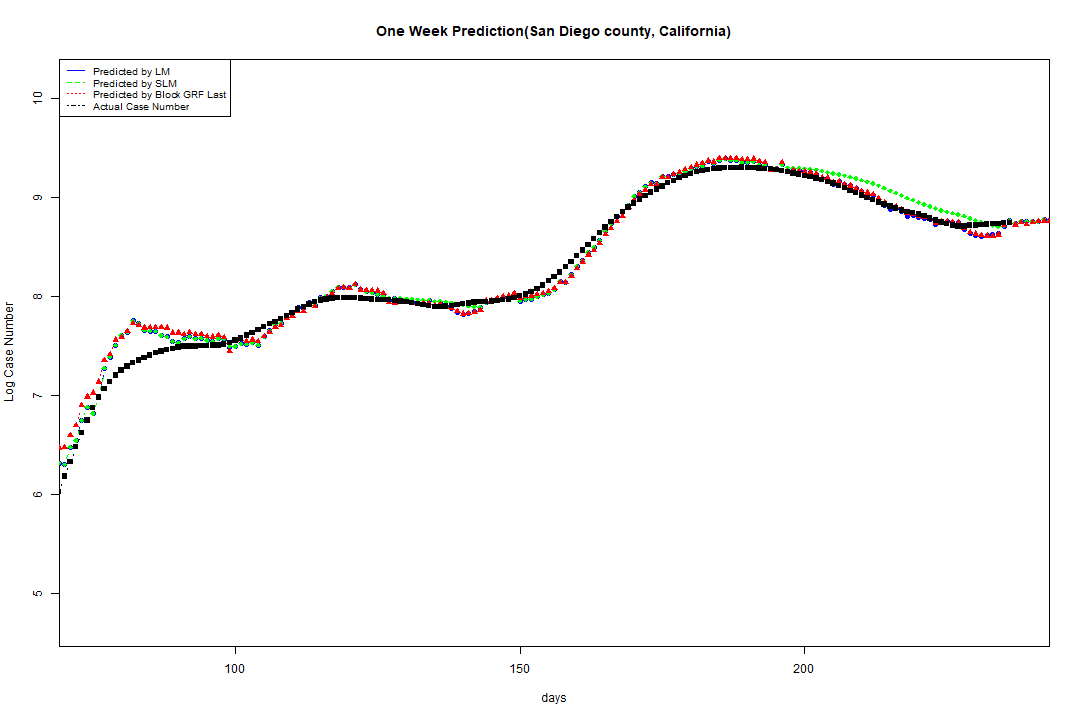 One Week Prediction(San Diego county, California)
Predicted by LM
Predicted by SLM
Predicted by Block GRF Last
Actual Case Number
10
9
8
7
6
5
Log Case Number
100 150 200
days